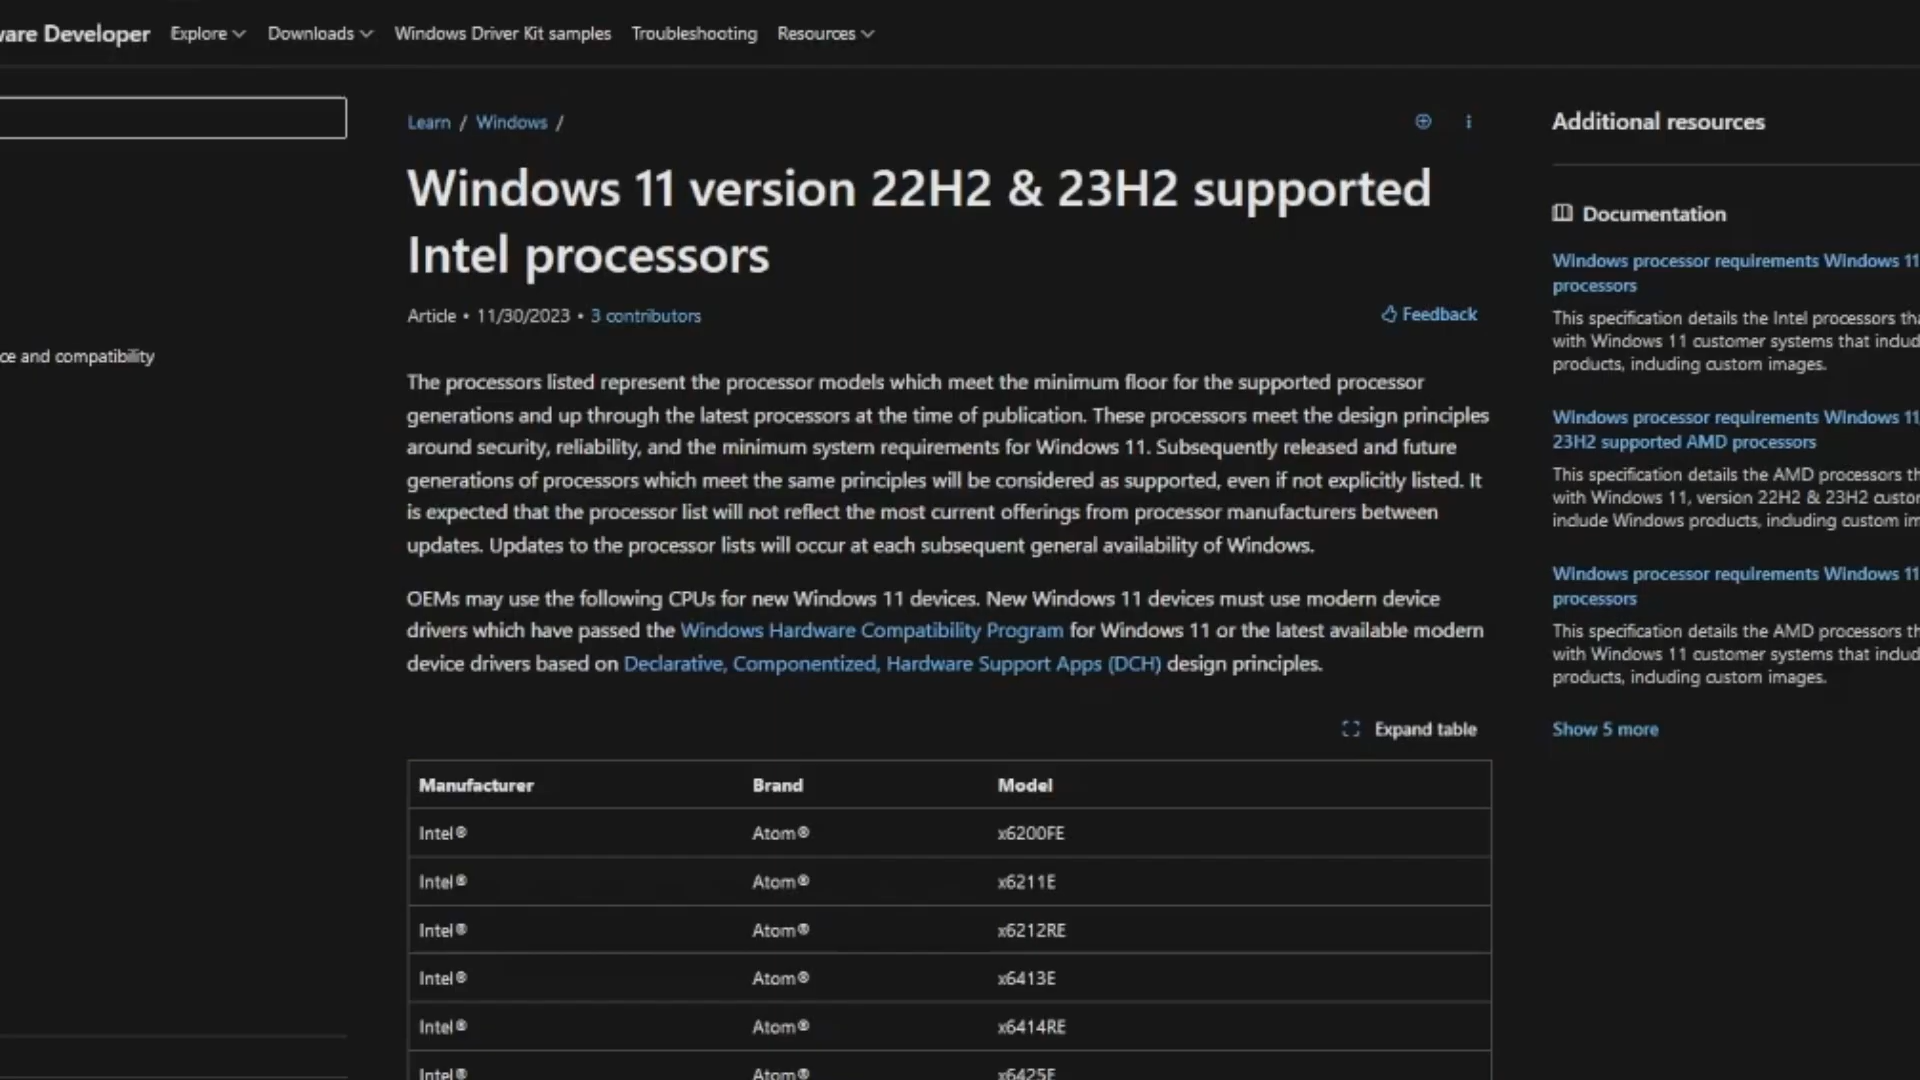 Developer Explore Downloads Windows Driver Kit samples Troubleshooting Resources
Learn / Windows /
Windows 11 version 22H2 & 23H2 supported
Intel processors
Article • 11/30/2023 • 3 contributors
Feedback
ce and compatibility
The processors listed represent the processor models which meet the minimum floor for the supported processor
generations and up through the latest processors at the time of publication. These processors meet the design principles
around security, reliability, and the minimum system requirements for Windows 11. Subsequently released and future
generations of processors which meet the same principles will be considered as supported, even if not explicitly listed. It
is expected that the processor list will not reflect the most current offerings from processor manufacturers between
updates. Updates to the processor lists will occur at each subsequent general availability of Windows.
OEMs may use the following CPUs for new Windows 11 devices. New Windows 11 devices must use modern device
drivers which have passed the Windows Hardware Compatibility Program for Windows 11 or the latest available modern
device drivers based on Declarative, Componentized, Hardware Support Apps (DCH) design principles.
Expand table
Manufacturer Brand Model
Intel® Atom® x6200FE
Intel® Atom® x6211E
Intel® Atom® x6212RE
Intel® Atom® x6413E
Intel® Atom® x6414RE
Intel® Atom® x6425E
Additional resources
Documentation
Windows processor requirements Windows 11
processors
This specification details the Intel processors tha
with Windows 11 customer systems that includ
products, including custom images.
Windows processor requirements Windows 11,
23H2 supported AMD processors
This specification details the AMD processors th
with Windows 11, version 22H2 & 23H2 custor
include Windows products, including custom im
Windows processor requirements Windows 11
processors
This specification details the AMD processors th
with Windows 11 customer systems that includ
products, including custom images.
Show 5 more